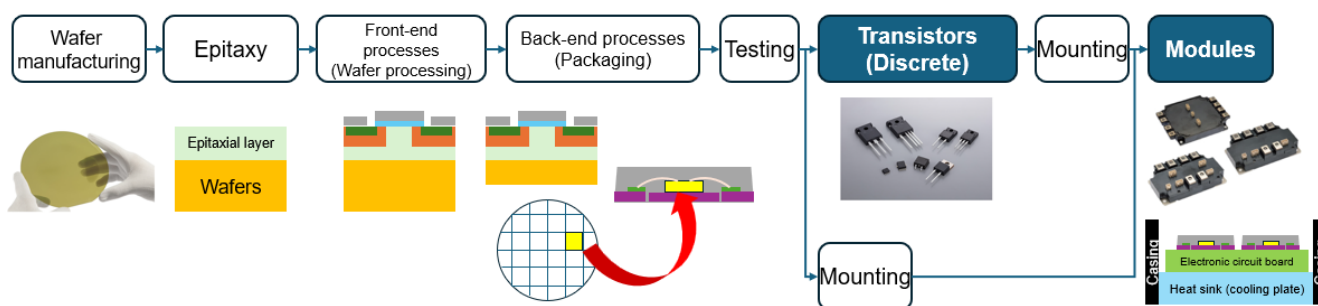 Wafer
manufacturing
Epitaxy
Front-end
processes
(Wafer processing)
Back-end processes
(Packaging)
Testing
Transistors
(Discrete)
Mounting
Modules
Epitaxial layer
Wafers
Mounting
Casing
Electronic circuit board
Heat sink (cooling plate)